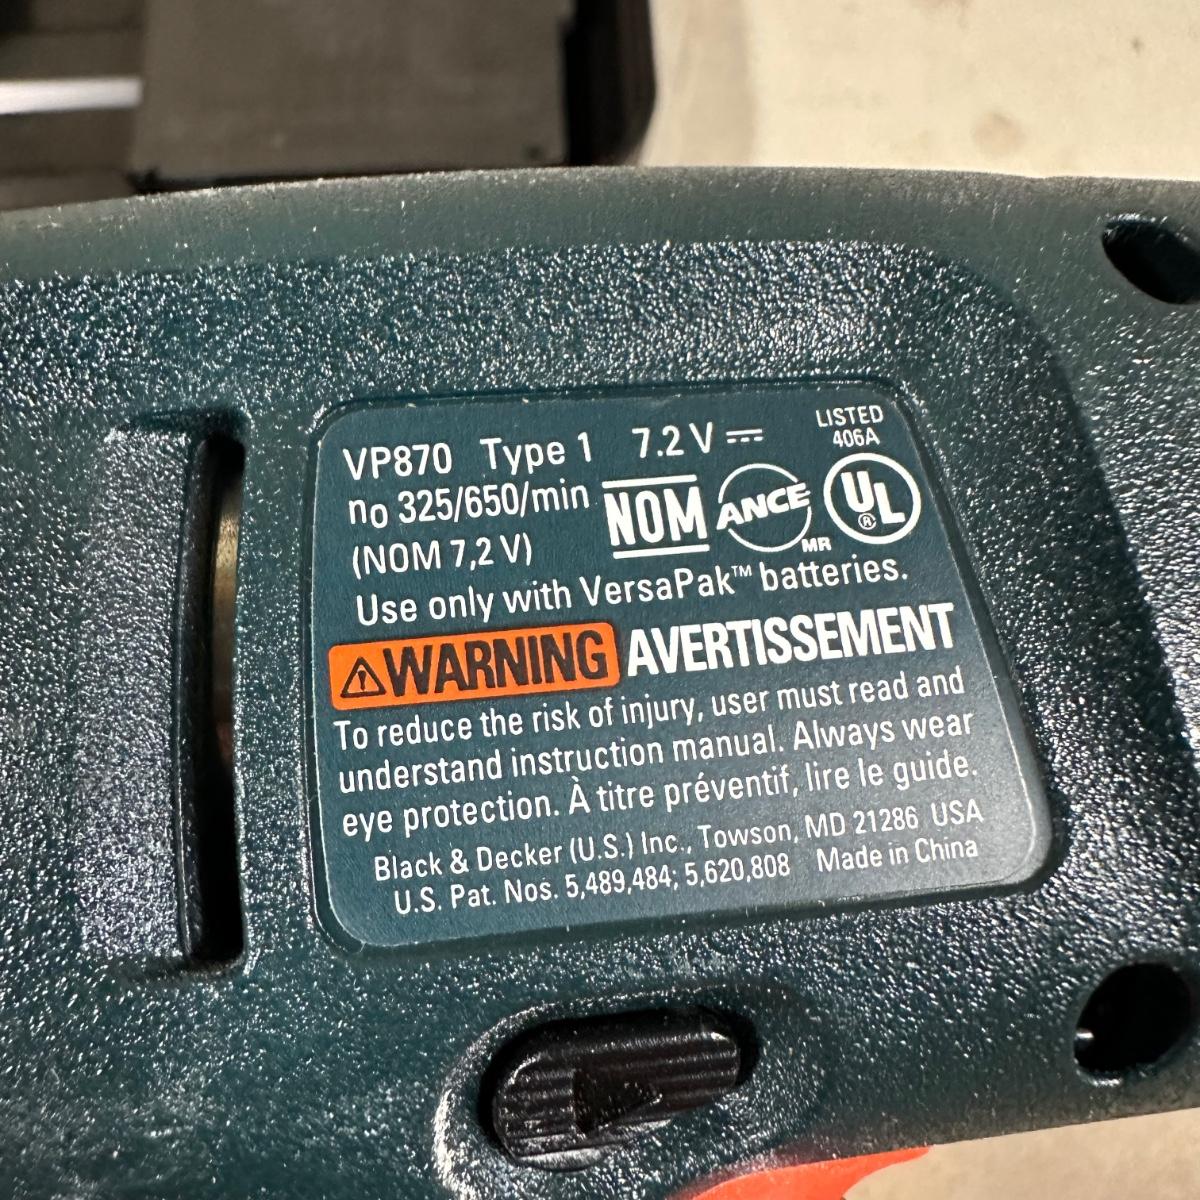 VP870 Type 1 7.2 V ⎓ LISTED 406A
no 325/650/min NOM ANCE MR UL ®
(NOM 7,2 V)
Use only with VersaPak™ batteries.
⚠WARNING AVERTISSEMENT
To reduce the risk of injury, user must read and
understand instruction manual. Always wear
eye protection. À titre préventif, lire le guide.
Black & Decker (U.S.) Inc., Towson, MD 21286 USA
U.S. Pat. Nos. 5,489,484; 5,620,808 Made in China